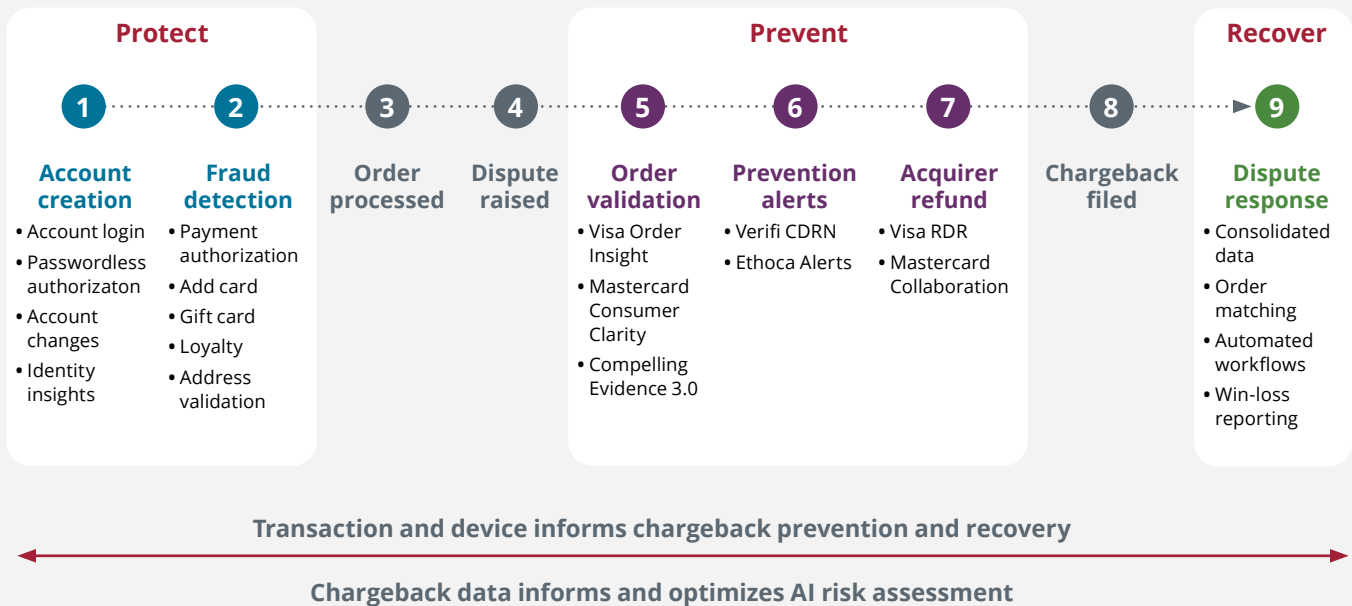 Protect
Prevent
Recover
1
2
3
4
5
6
7
8
9
Account
creation
• Account login
• Passwordless
authorizaton
• Account
changes
• Identity
insights
Fraud
detection
• Payment
authorization
• Add card
• Gift card
• Loyalty
• Address
validation
Order
processed
Dispute
raised
Order
validation
• Visa Order
Insight
• Mastercard
Consumer
Clarity
• Compelling
Evidence 3.0
Prevention
alerts
• Verifi CDRN
• Ethoca Alerts
Acquirer
refund
• Visa RDR
• Mastercard
Collaboration
Chargeback
filed
Dispute
response
• Consolidated
data
• Order
matching
• Automated
workflows
• Win-loss
reporting
Transaction and device informs chargeback prevention and recovery
Chargeback data informs and optimizes AI risk assessment